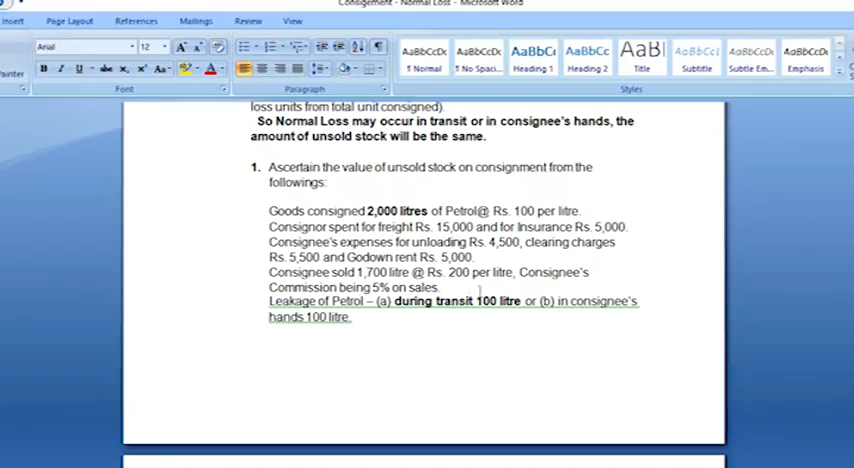 Consigement - Normal Loss - Microsoft Word
Insert Page Layout References Mailings Review View
Arial 12 A A
AaBbCcDc AaBbCcDc AaBbCc AaBbCc AaBl AaBbCcI AaBbCcDc AaBbCcDc
Painter B I U abc x, x Aa A ¶ Normal ¶ No Spaci... Heading 1 Heading 2 Title Subtitle Subtle Em... Emphasis
Font Paragraph Styles
loss units from total unit consigned).
So Normal Loss may occur in transit or in consignee's hands, the
amount of unsold stock will be the same.
1. Ascertain the value of unsold stock on consignment from the
followings:
Goods consigned 2,000 litres of Petrol@ Rs. 100 per litre.
Consignor spent for freight Rs. 15,000 and for Insurance Rs. 5,000.
Consignee's expenses for unloading Rs. 4,500, clearing charges
Rs. 5,500 and Godown rent Rs. 5,000.
Consignee sold 1,700 litre @ Rs. 200 per litre, Consignee's
Commission being 5% on sales.
Leakage of Petrol – (a) during transit 100 litre or (b) in consignee's
hands 100 litre.